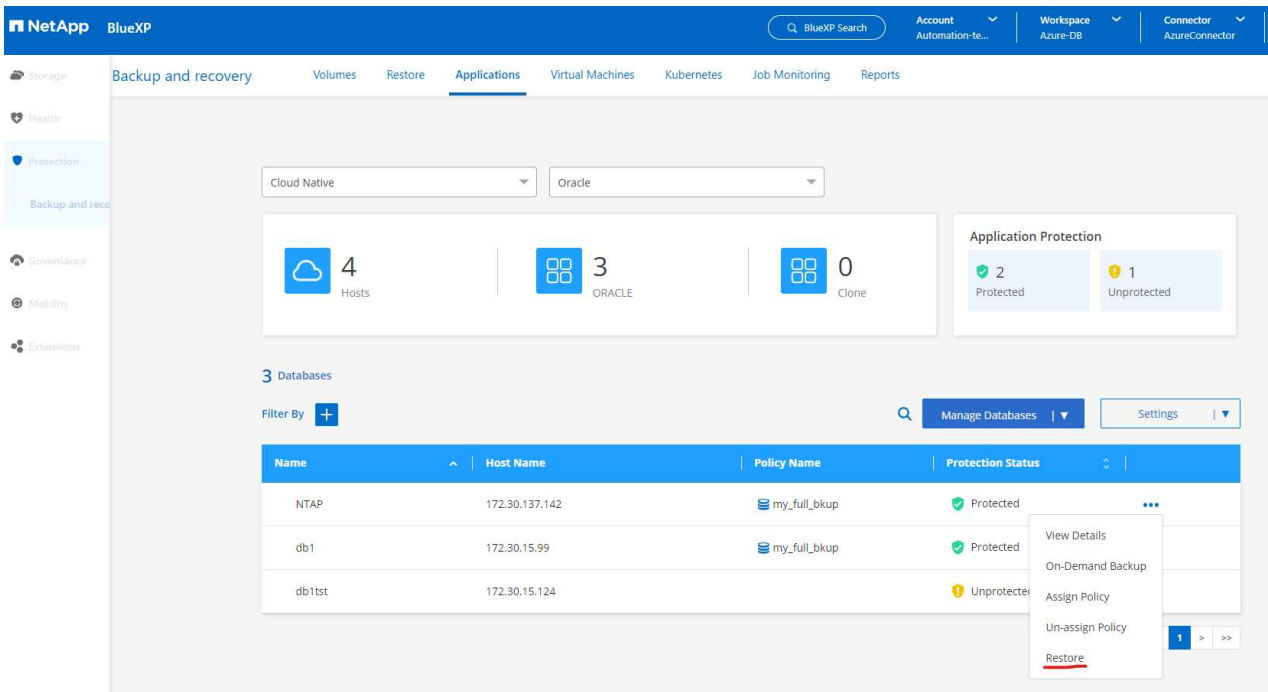 NetApp BlueXP BlueXP Search Account Workspace Connector
Automation-te... Azure-DB AzureConnector
Storage
Backup and recovery Volumes Restore Applications Virtual Machines Kubernetes Job Monitoring Reports
Health
Protection
Backup and reco
Governance
Mobility
Extensions
Cloud Native Oracle
4 Hosts
3 ORACLE
0 Clone
Application Protection
2 Protected
1 Unprotected
3 Databases
Filter By + Manage Databases | ▼ Settings | ▼
Name Host Name Policy Name Protection Status
NTAP 172.30.137.142 my_full_bkup Protected •••
db1 172.30.15.99 my_full_bkup Protected
db1tst 172.30.15.124 Unprotected
View Details
On-Demand Backup
Assign Policy
Un-assign Policy
Restore
1 > >>